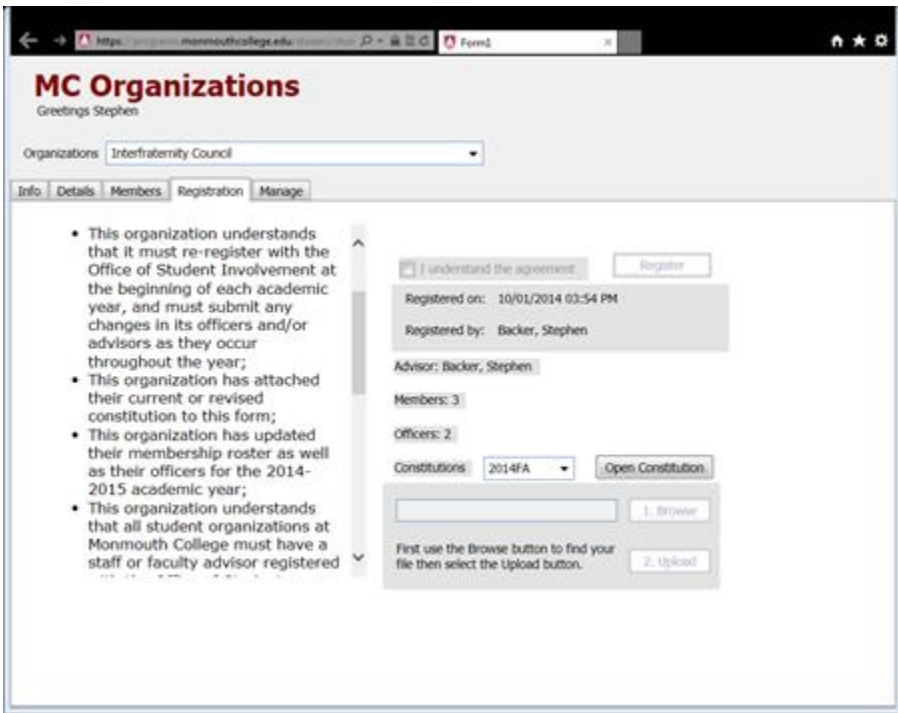 https://programs.monmouthcollege.edu
Form1
MC Organizations
Greetings Stephen
Organizations Interfraternity Council
Info Details Members Registration Manage
• This organization understands
that it must re-register with the
Office of Student Involvement at
the beginning of each academic
year, and must submit any
changes in its officers and/or
advisors as they occur
throughout the year;
• This organization has attached
their current or revised
constitution to this form;
• This organization has updated
their membership roster as well
as their officers for the 2014-
2015 academic year;
• This organization understands
that all student organizations at
Monmouth College must have a
staff or faculty advisor registered
I understand the agreement Register
Registered on: 10/01/2014 03:54 PM
Registered by: Backer, Stephen
Advisor: Backer, Stephen
Members: 3
Officers: 2
Constitutions 2014FA Open Constitution
1. Browse
First use the Browse button to find your
file then select the Upload button.
2. Upload